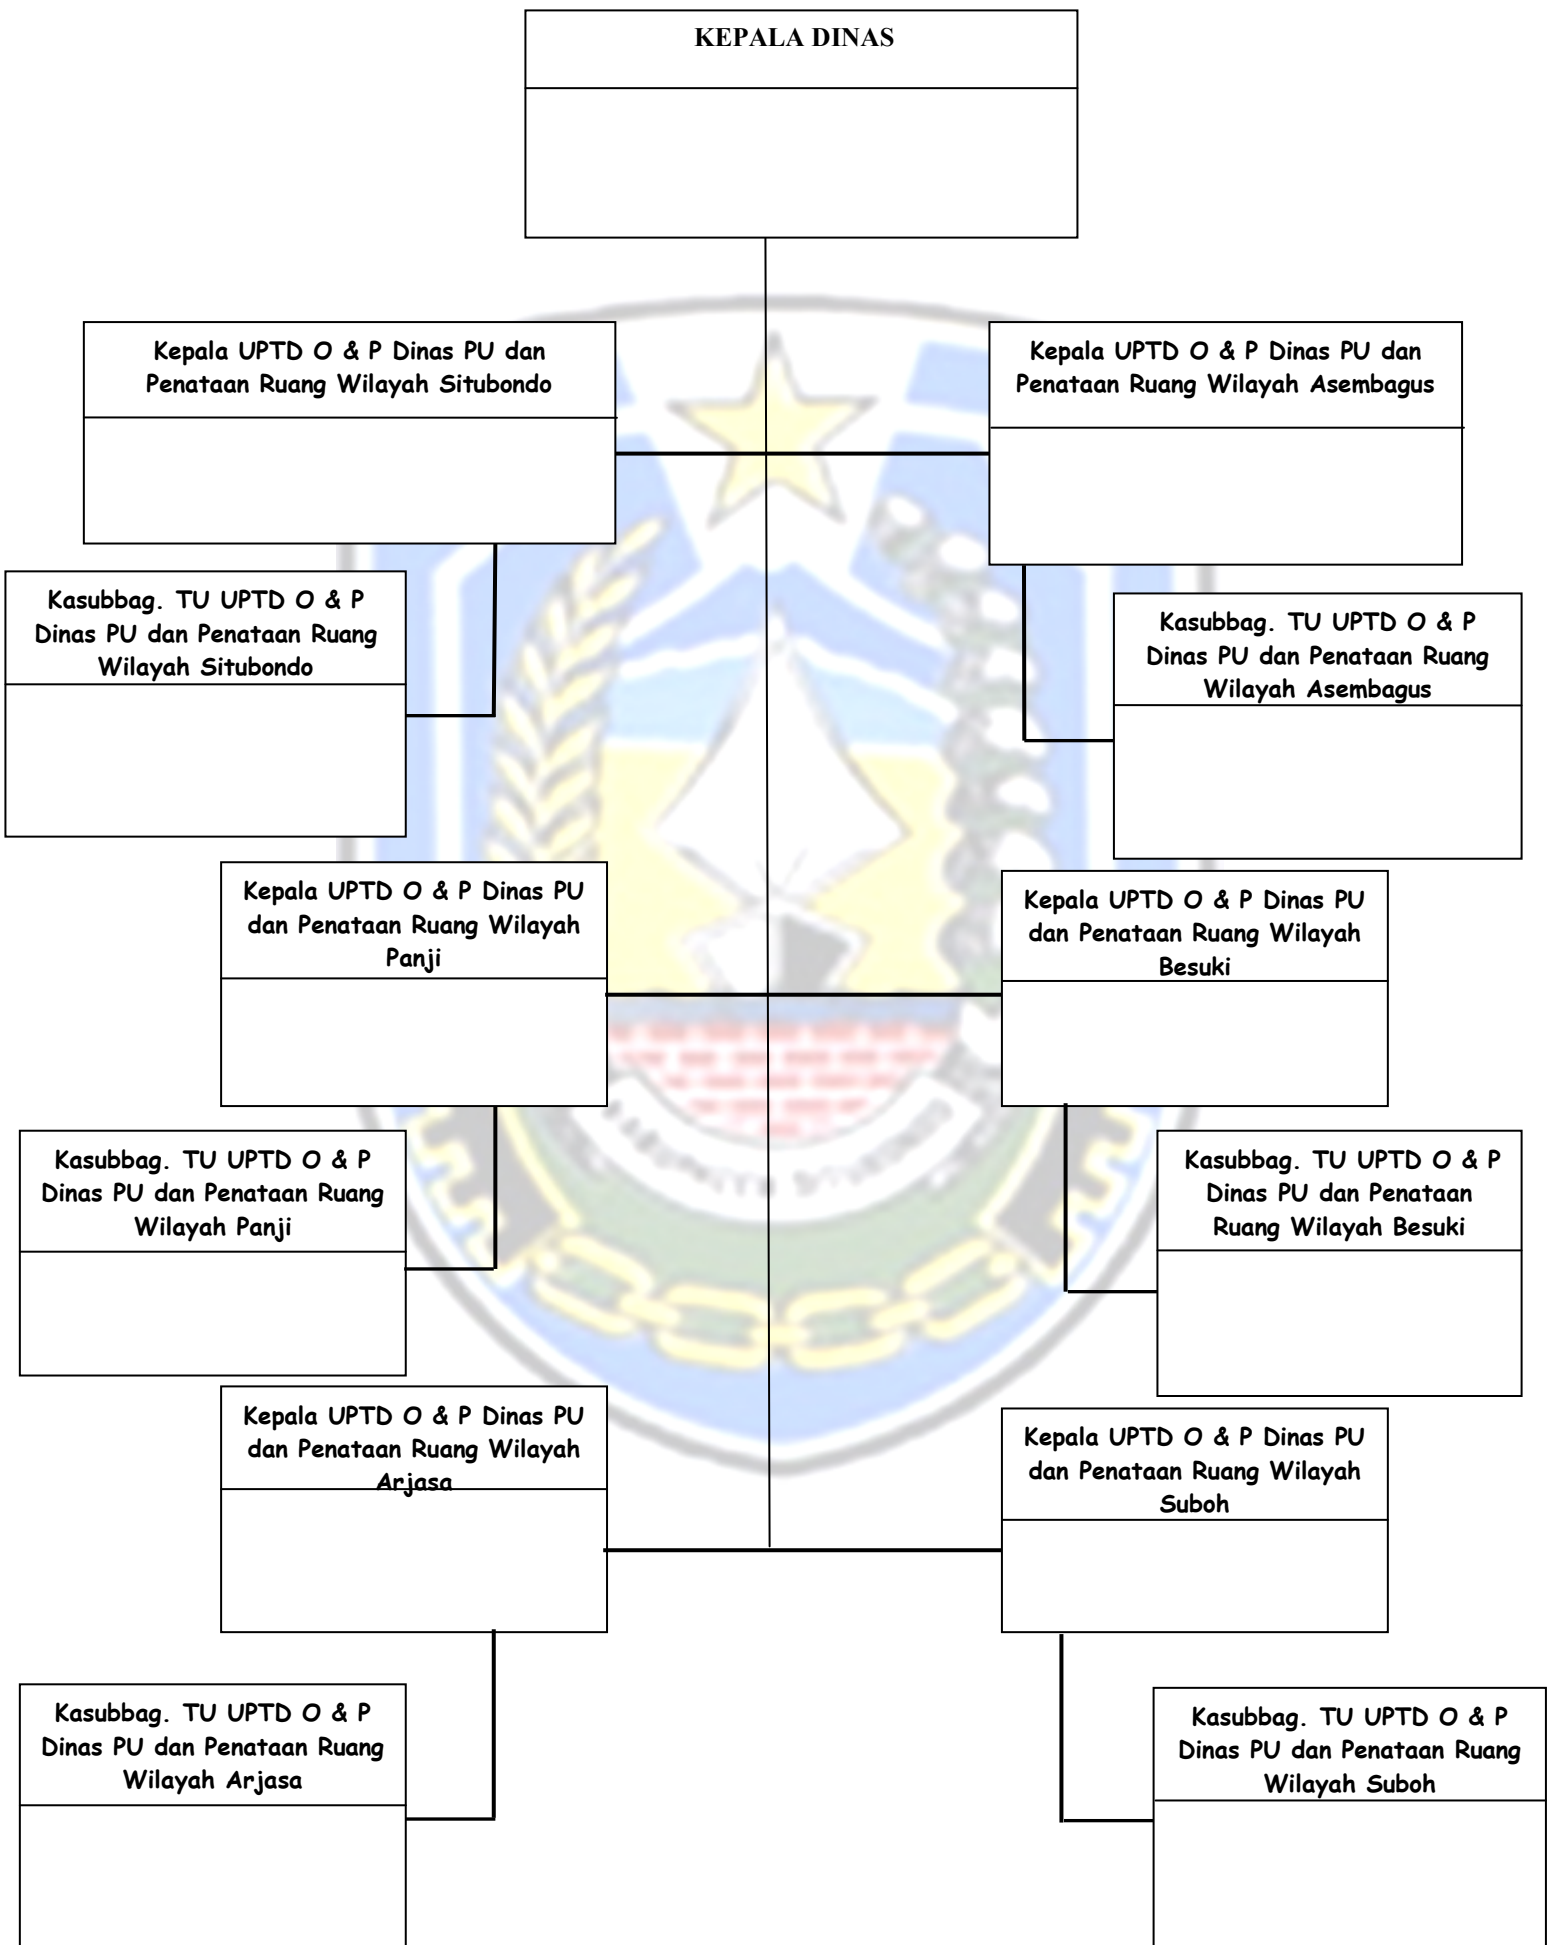 KEPALA DINAS
Kepala UPTD O & P Dinas PU dan
Penataan Ruang Wilayah Situbondo
Kepala UPTD O & P Dinas PU dan
Penataan Ruang Wilayah Asembagus
Kasubbag. TU UPTD O & P
Dinas PU dan Penataan Ruang
Wilayah Situbondo
Kasubbag. TU UPTD O & P
Dinas PU dan Penataan Ruang
Wilayah Asembagus
Kepala UPTD O & P Dinas PU
dan Penataan Ruang Wilayah
Panji
Kepala UPTD O & P Dinas PU
dan Penataan Ruang Wilayah
Besuki
Kasubbag. TU UPTD O & P
Dinas PU dan Penataan Ruang
Wilayah Panji
Kasubbag. TU UPTD O & P
Dinas PU dan Penataan
Ruang Wilayah Besuki
Kepala UPTD O & P Dinas PU
dan Penataan Ruang Wilayah
Arjasa
Kepala UPTD O & P Dinas PU
dan Penataan Ruang Wilayah
Suboh
Kasubbag. TU UPTD O & P
Dinas PU dan Penataan Ruang
Wilayah Arjasa
Kasubbag. TU UPTD O & P
Dinas PU dan Penataan Ruang
Wilayah Suboh